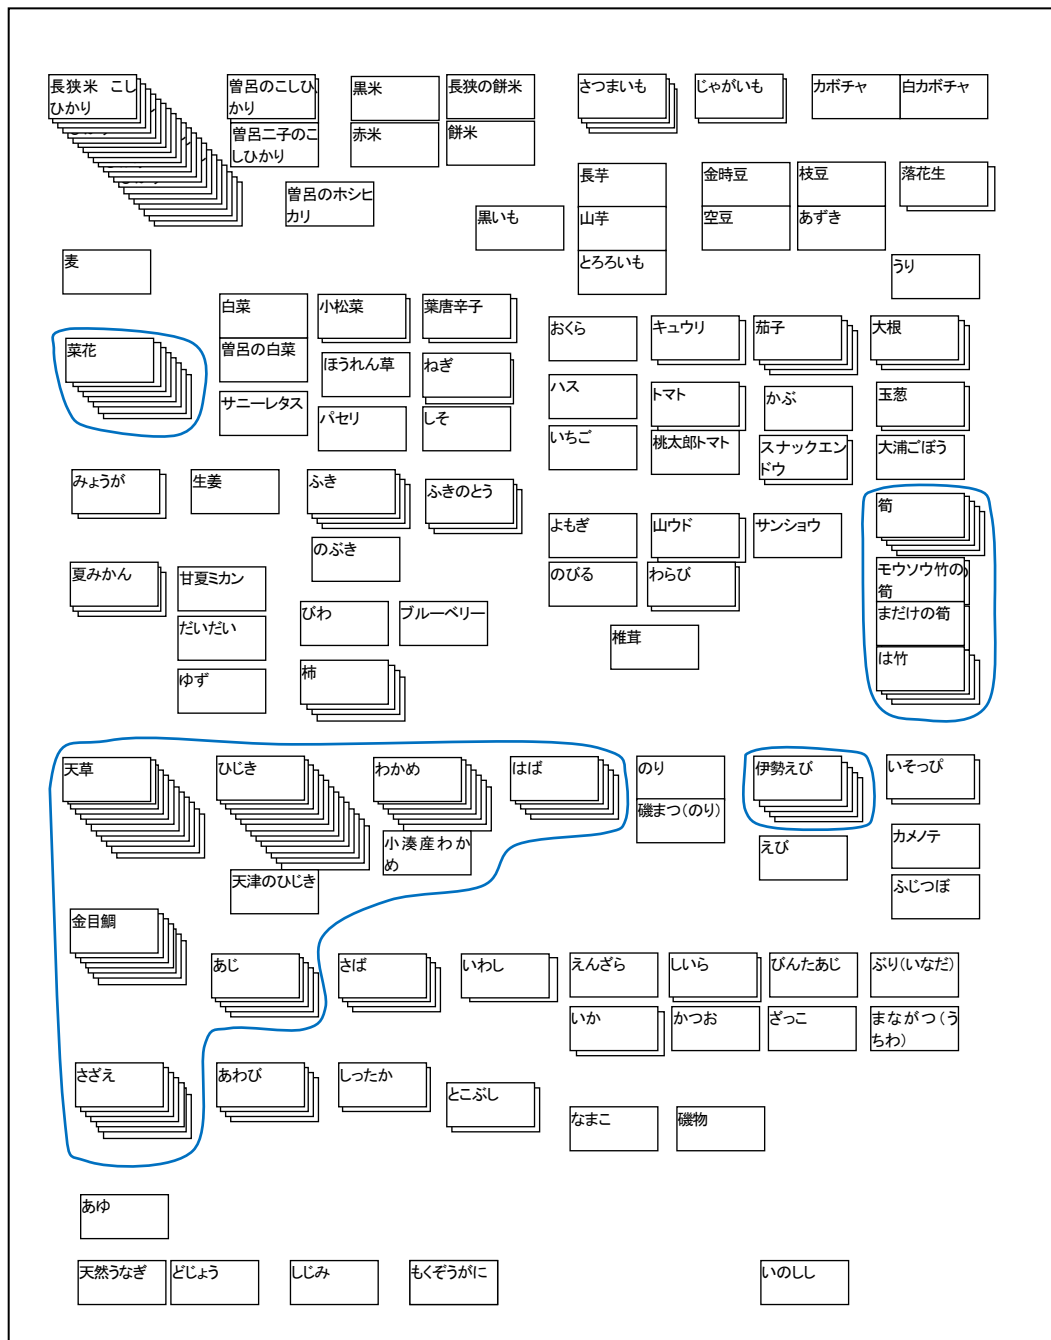 長狭米 こし
ひかり
曽呂のこしひ
かり
曽呂二子のこ
しひかり
黒米
赤米
長狭の餅米
餅米
さつまいも
じゃがいも
カボチャ
白カボチャ
曽呂のホシヒ
カリ
黒いも
長芋
山芋
とろろいも
金時豆
空豆
枝豆
あずき
落花生
麦
うり
菜花
白菜
曽呂の白菜
サニーレタス
小松菜
ほうれん草
パセリ
葉唐辛子
ねぎ
しそ
おくら
ハス
いちご
キュウリ
トマト
桃太郎トマト
茄子
かぶ
スナックエン
ドウ
大根
玉葱
大浦ごぼう
みょうが
生姜
ふき
のぶき
ふきのとう
よもぎ
のびる
山ウド
わらび
サンショウ
筍
モウソウ竹の
筍
まだけの筍
は竹
夏みかん
甘夏ミカン
だいだい
ゆず
びわ
ブルーベリー
柿
椎茸
天草
ひじき
天津のひじき
わかめ
小湊産わか
め
はば
のり
磯まつ(のり)
伊勢えび
えび
いそっぴ
カメノテ
ふじつぼ
金目鯛
あじ
さば
いわし
えんざら
しいら
びんたあじ
ぶり(いなだ)
いか
かつお
ざっこ
まながつ(う
ちわ)
さざえ
あわび
しったか
とこぶし
なまこ
磯物
あゆ
天然うなぎ
どじょう
しじみ
もくぞうがに
いのしし